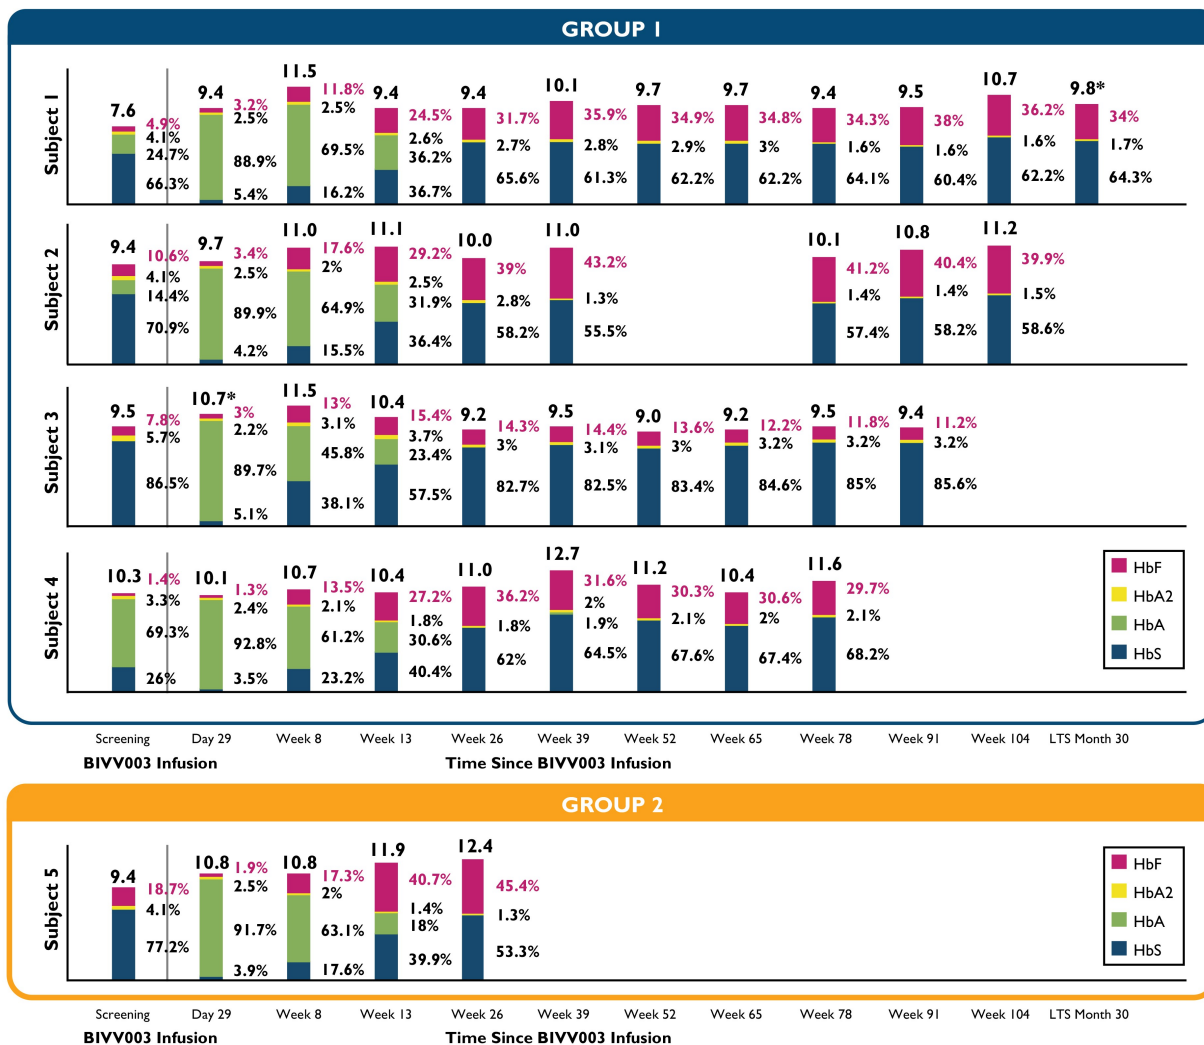 GROUP 1
Subject 1
7.6 9.4 11.5 9.4 9.4 10.1 9.7 9.7 9.4 9.5 10.7 9.8*
4.9% 3.2% 11.8% 24.5% 31.7% 35.9% 34.9% 34.8% 34.3% 38% 36.2% 34%
4.1% 2.5% 2.5% 2.6% 2.7% 2.8% 2.9% 3% 1.6% 1.6% 1.6% 1.7%
24.7% 88.9% 69.5% 36.2%
66.3% 5.4% 16.2% 36.7% 65.6% 61.3% 62.2% 62.2% 64.1% 60.4% 62.2% 64.3%
Subject 2
9.4 9.7 11.0 11.1 10.0 11.0 10.1 10.8 11.2
10.6% 3.4% 17.6% 29.2% 39% 43.2% 41.2% 40.4% 39.9%
4.1% 2.5% 2% 2.5% 2.8% 1.3% 1.4% 1.4% 1.5%
14.4% 89.9% 64.9% 31.9%
70.9% 4.2% 15.5% 36.4% 58.2% 55.5% 57.4% 58.2% 58.6%
Subject 3
9.5 10.7* 11.5 10.4 9.2 9.5 9.0 9.2 9.5 9.4
7.8% 3% 13% 15.4% 14.3% 14.4% 13.6% 12.2% 11.8% 11.2%
5.7% 2.2% 3.1% 3.7% 3% 3.1% 3% 3.2% 3.2% 3.2%
89.7% 45.8% 23.4%
86.5% 5.1% 38.1% 57.5% 82.7% 82.5% 83.4% 84.6% 85% 85.6%
Subject 4
10.3 10.1 10.7 10.4 11.0 12.7 11.2 10.4 11.6
1.4% 1.3% 13.5% 27.2% 36.2% 31.6% 30.3% 30.6% 29.7%
3.3% 2.4% 2.1% 1.8% 1.8% 2% 2.1% 2% 2.1%
69.3% 92.8% 61.2% 30.6% 1.9%
26% 3.5% 23.2% 40.4% 62% 64.5% 67.6% 67.4% 68.2%
HbF
HbA2
HbA
HbS
Screening Day 29 Week 8 Week 13 Week 26 Week 39 Week 52 Week 65 Week 78 Week 91 Week 104 LTS Month 30
BIVV003 Infusion Time Since BIVV003 Infusion
GROUP 2
Subject 5
9.4 10.8 10.8 11.9 12.4
18.7% 1.9% 17.3% 40.7% 45.4%
4.1% 2.5% 2% 1.4% 1.3%
91.7% 63.1% 18%
77.2% 3.9% 17.6% 39.9% 53.3%
HbF
HbA2
HbA
HbS
Screening Day 29 Week 8 Week 13 Week 26 Week 39 Week 52 Week 65 Week 78 Week 91 Week 104 LTS Month 30
BIVV003 Infusion Time Since BIVV003 Infusion